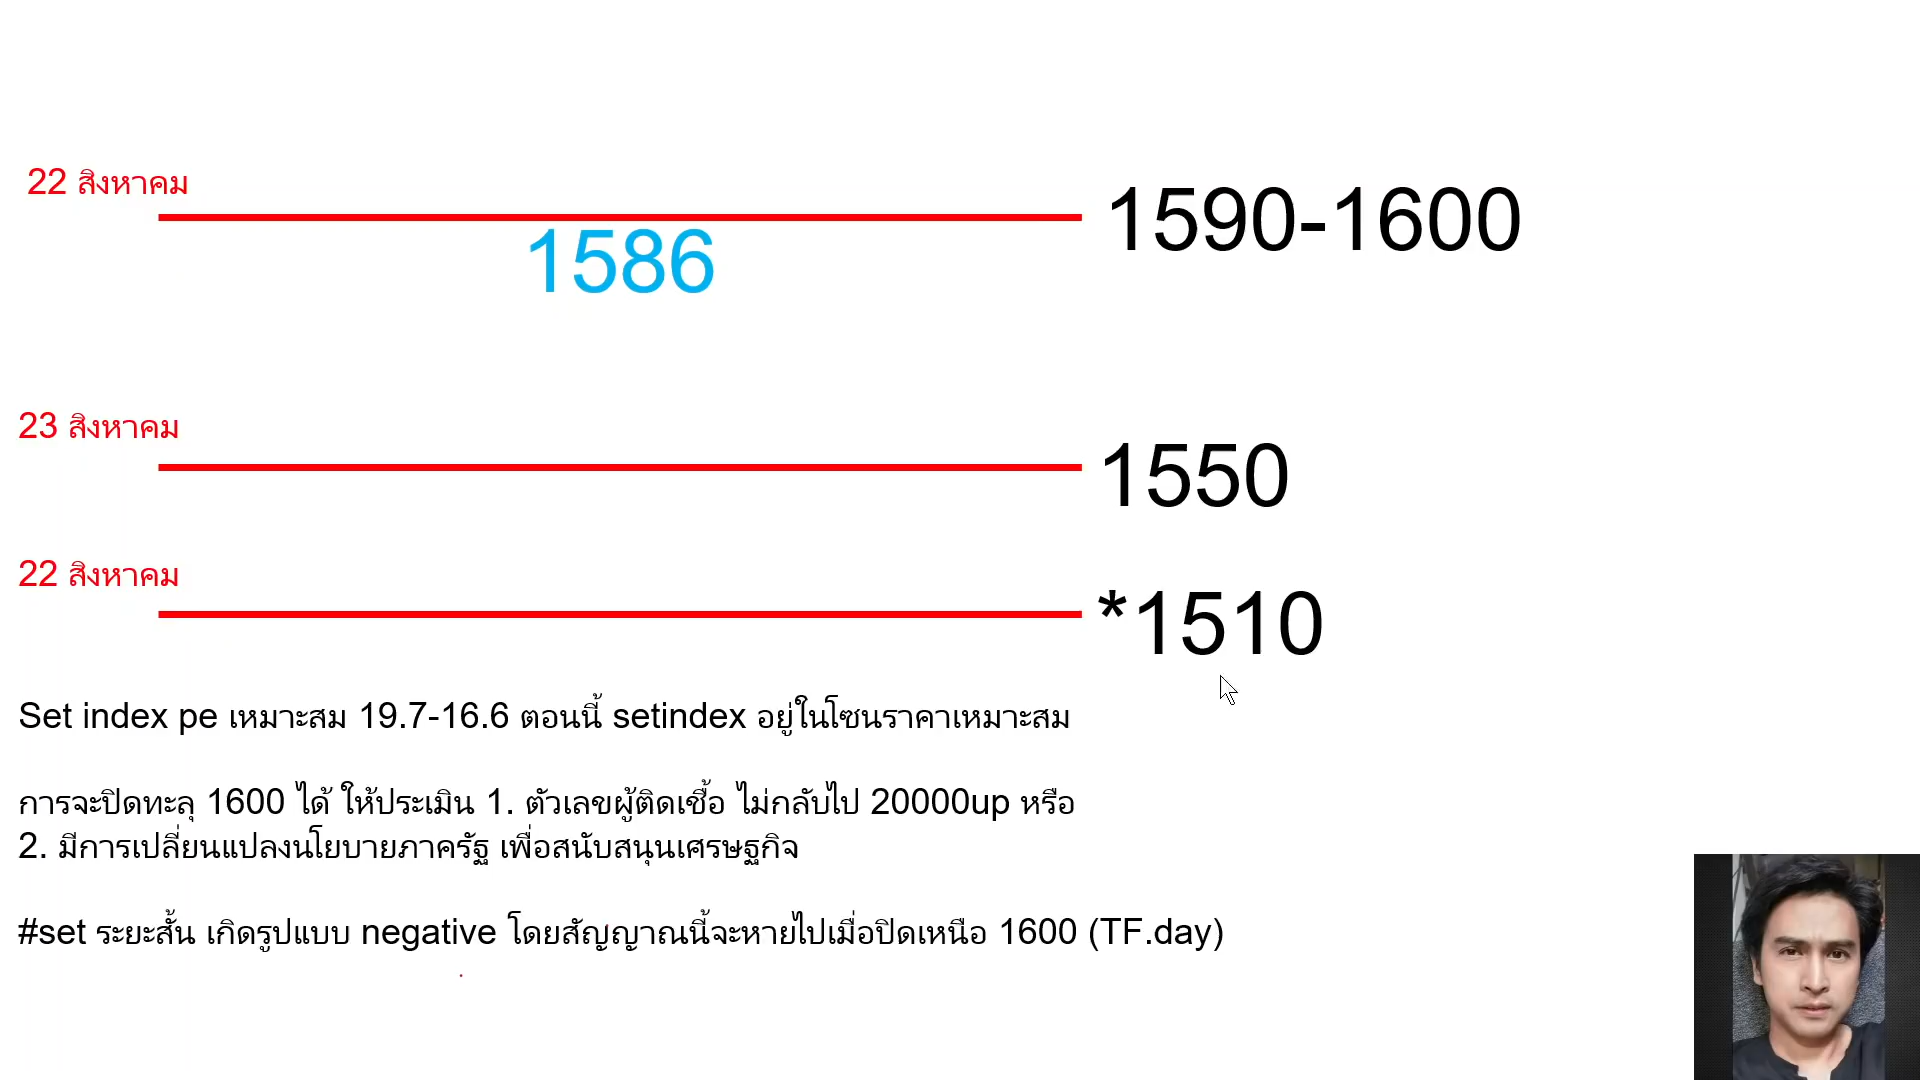 22 สิงหาคม
1590-1600
1586
23 สิงหาคม
1550
22 สิงหาคม
*1510
Set index pe เหมาะสม 19.7-16.6 ตอนนี้ setindex อยู่ในโซนราคาเหมาะสม
การจะปิดทะลุ 1600 ได้ ให้ประเมิน 1. ตัวเลขผู้ติดเชื้อ ไม่กลับไป 20000up หรือ
2. มีการเปลี่ยนแปลงนโยบายภาครัฐ เพื่อสนับสนุนเศรษฐกิจ
#set ระยะสั้น เกิดรูปแบบ negative โดยสัญญาณนี้จะหายไปเมื่อปิดเหนือ 1600 (TF.day)